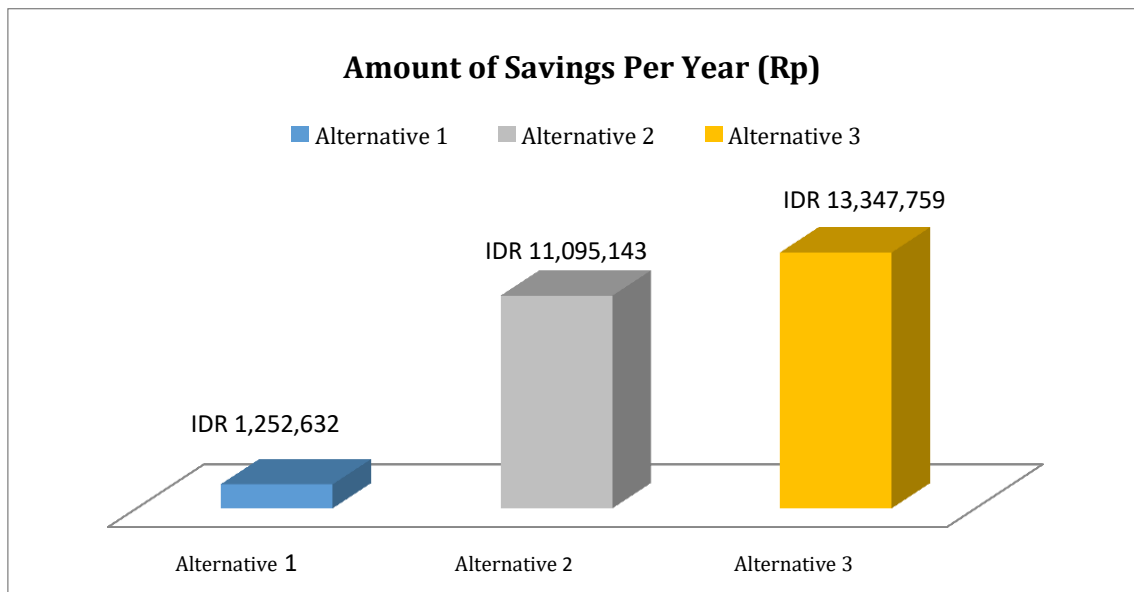 Amount of Savings Per Year (Rp)
Alternative 1 Alternative 2 Alternative 3
IDR 13,347,759
IDR 11,095,143
IDR 1,252,632
Alternative 1 Alternative 2 Alternative 3